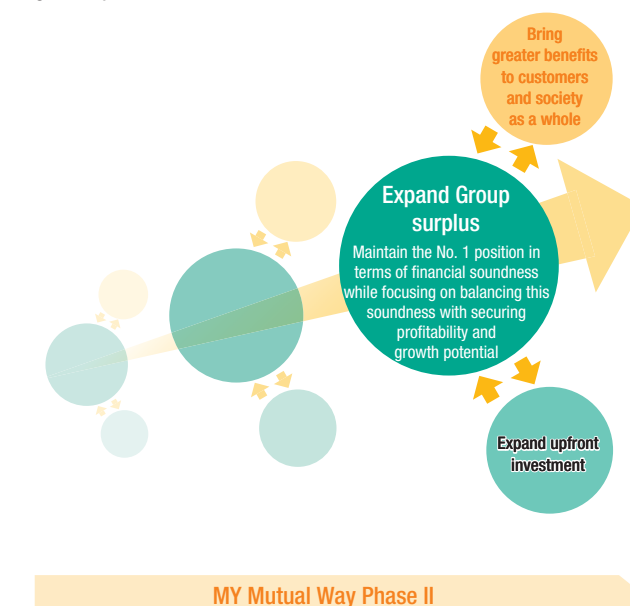 Bring
greater benefits
to customers
and society
as a whole
Expand Group
surplus
Maintain the No. 1 position in
terms of financial soundness
while focusing on balancing this
soundness with securing
profitability and
growth potential
Expand upfront
investment
MY Mutual Way Phase II